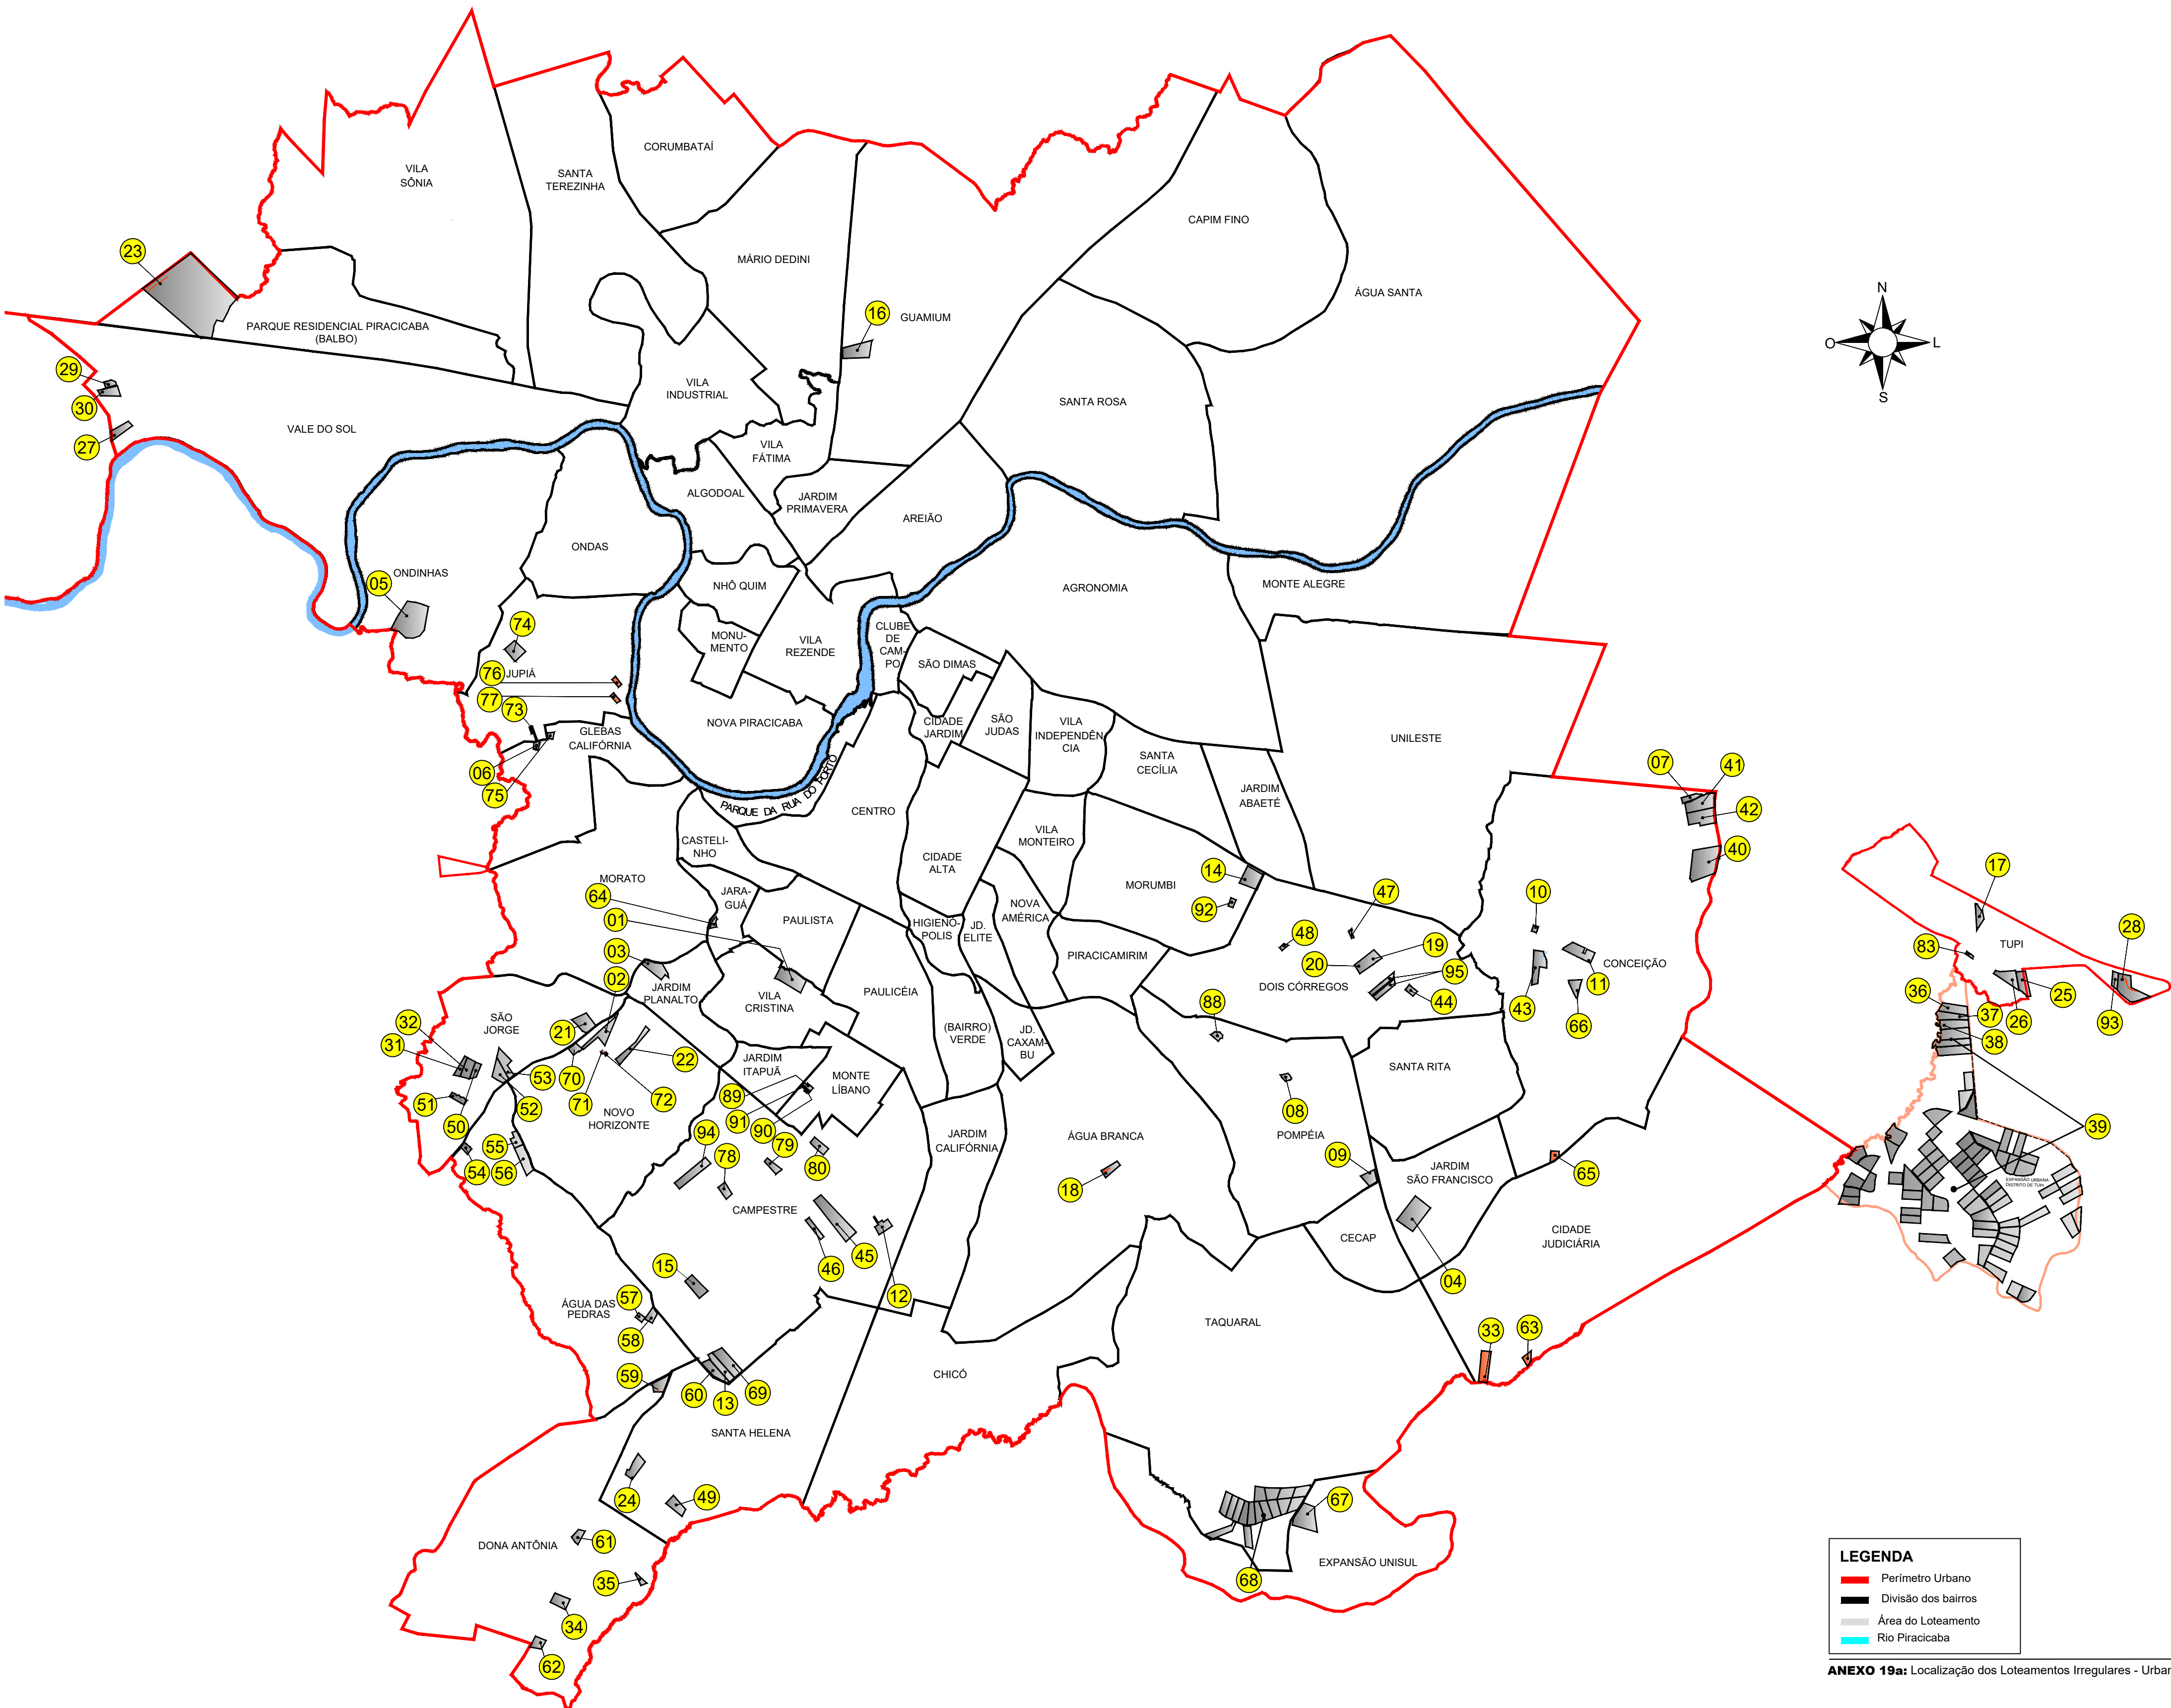 CORUMBATAÍ
VILA
SÔNIA
SANTA
TEREZINHA
CAPIM FINO
23
MÁRIO DEDINI
ÁGUA SANTA
N
16
GUAMIUM
PARQUE RESIDENCIAL PIRACICABA
(BALBO)
O
L
S
29
30
VILA
INDUSTRIAL
SANTA ROSA
VALE DO SOL
27
VILA
FÁTIMA
ALGODOAL
JARDIM
PRIMAVERA
AREIÃO
ONDAS
05
ONDINHAS
NHÔ QUIM
AGRONOMIA
MONTE ALEGRE
74
MONU-
MENTO
VILA
REZENDE
CLUBE
DE
CAM-
PO
SÃO DIMAS
76
JUPIÁ
77
73
GLEBAS
CALIFÓRNIA
NOVA PIRACICABA
CIDADE
JARDIM
SÃO
JUDAS
VILA
INDEPENDÊN
CIA
UNILESTE
06
75
SANTA
CECÍLIA
JARDIM
ABAETÉ
07
41
42
PARQUE DA RUA DO PORTO
CENTRO
CASTELI-
NHO
VILA
MONTEIRO
40
CIDADE
ALTA
MORATO
64
01
JARA-
GUÁ
PAULISTA
MORUMBI
14
92
47
10
17
HIGIENÓ-
POLIS
JD.
ELITE
NOVA
AMÉRICA
48
19
20
95
83
TUPI
28
03
02
PIRACICAMIRIM
DOIS CÓRREGOS
44
CONCEIÇÃO
11
43
66
36
37
38
26
25
93
JARDIM
PLANALTO
VILA
CRISTINA
PAULICÉIA
SÃO
JORGE
32
31
21
22
(BAIRRO)
VERDE
JD.
CAXAM-
BU
88
SANTA RITA
53
52
70
71
72
JARDIM
ITAPUÃ
MONTE
LÍBANO
51
50
NOVO
HORIZONTE
89
91
90
08
39
94
78
79
80
JARDIM
CALIFÓRNIA
ÁGUA BRANCA
POMPÉIA
55
54
56
09
JARDIM
SÃO FRANCISCO
65
EXPANSÃO URBANA
DISTRITO DE TUPI
18
CAMPESTRE
CECAP
CIDADE
JUDICIÁRIA
45
46
15
12
04
ÁGUA DAS
PEDRAS
57
58
TAQUARAL
33
63
59
60
13
69
CHICÓ
SANTA HELENA
24
49
67
61
DONA ANTÔNIA
EXPANSÃO UNISUL
68
35
34
62
LEGENDA
Perímetro Urbano
Divisão dos bairros
Área do Loteamento
Rio Piracicaba
ANEXO 19a: Localização dos Loteamentos Irregulares - Urban